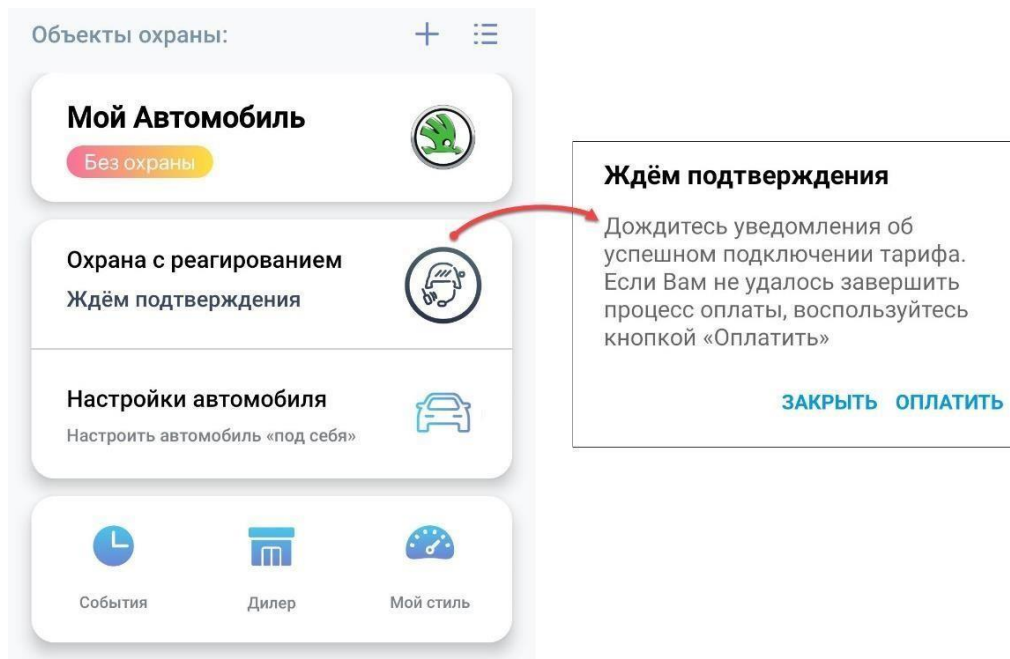 Объекты охраны:
Мой Автомобиль
Без охраны
Охрана с реагированием
Ждём подтверждения
Настройки автомобиля
Настроить автомобиль «под себя»
События
Дилер
Мой стиль
Ждём подтверждения
Дождитесь уведомления об
успешном подключении тарифа.
Если Вам не удалось завершить
процесс оплаты, воспользуйтесь
кнопкой «Оплатить»
ЗАКРЫТЬ ОПЛАТИТЬ